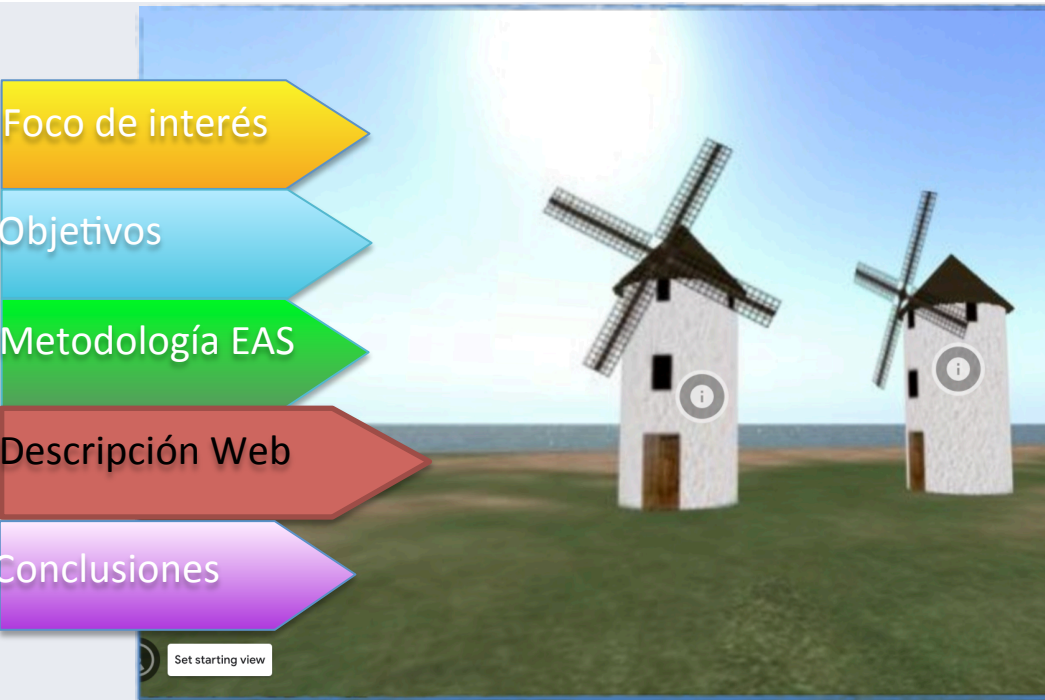 Foco de interés
Objetivos
Metodología EAS
Descripción Web
Conclusiones
Set starting view